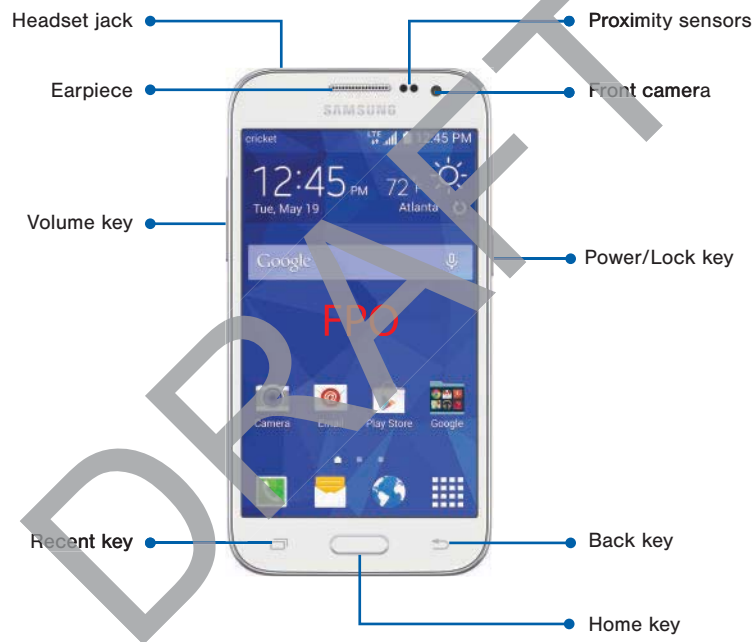 Headset jack
Proximity sensors
Earpiece
Front camera
SAMSUNG
cricket LTE 12:45 PM
12:45 PM 72°F
Tue, May 19 Atlanta
Volume key
Google
Power/Lock key
FPO
Camera Email Play Store Google
Recent key
Back key
Home key
DRAFT